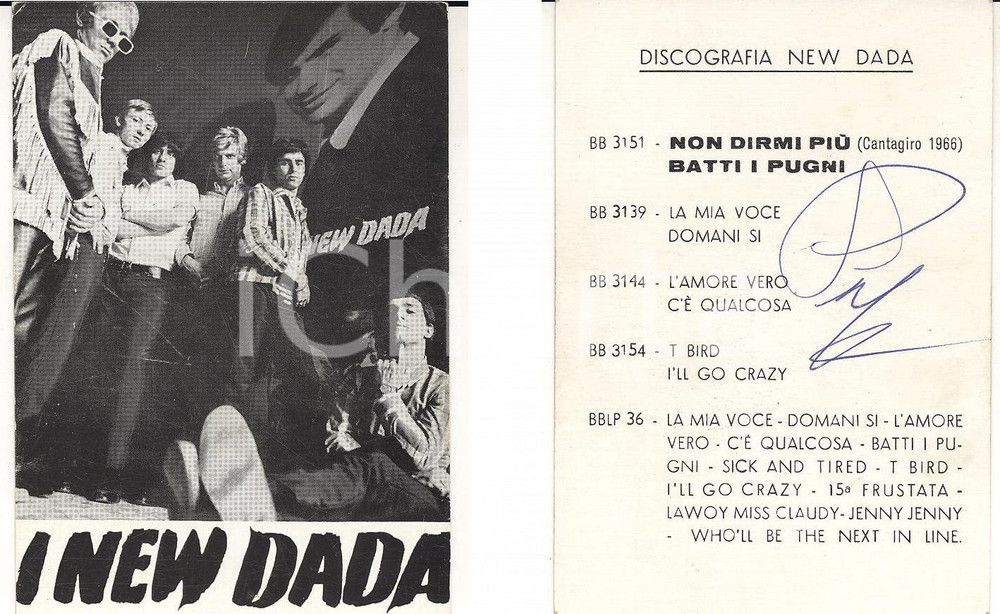 NEW DADA
I NEW DADA
DISCOGRAFIA NEW DADA
BB 3151 - NON DIRMI PIÙ (Cantagiro 1966)
BATTI I PUGNI
BB 3139 - LA MIA VOCE
DOMANI SI
BB 3144 - L'AMORE VERO
C'È QUALCOSA
BB 3154 - T BIRD
I'LL GO CRAZY
BBLP 36 - LA MIA VOCE - DOMANI SI - L'AMORE
VERO - C'É QUALCOSA - BATTI I PU-
GNI - SICK AND TIRED - T BIRD -
I'LL GO CRAZY - 15ª FRUSTATA -
LAWOY MISS CLAUDY - JENNY JENNY
- WHO'LL BE THE NEXT IN LINE.